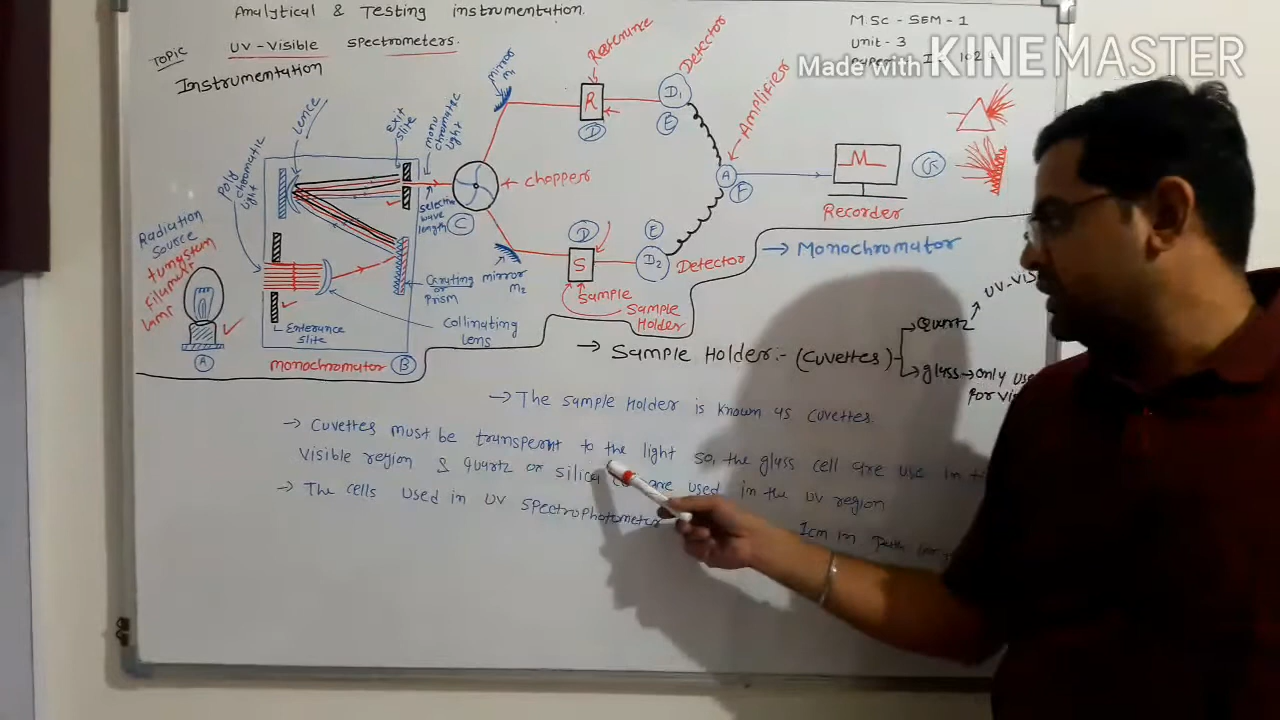 Analytical & Testing instrumentation.
TOPIC
UV-Visible spectrometers.
Instrumentation
M.Sc - SEM - 1
Unit - 3
102
Made with KINEMASTER
Radiation
Source
tungstan
filament
lamp
A
Poly
chromatic
light
Lence
Exit
slite
mono
chromatic
light
selective
wave
length
C
Chopper
mirror
M1
mirror
M2
Reference
R
D
Detector
D1
E
Amplifier
A
F
M
Recorder
G
D
S
sample
Sample
Holder
E
D2
Detector
Grating
or
Prism
Collinating
lens
Enterance
slite
monochromator
B
→ Monochromator
→ Sample Holder:- (cuvettes)
Quartz
UV-VIS
glass → only use
for vis
→ The sample Holder is known as cuvettes.
→ Cuvettes must be transperent to the light so, the glass cell are use in
visible region & quartz or silica are used in the UV region
→ The cells used in UV spectrophotometer 1cm in path